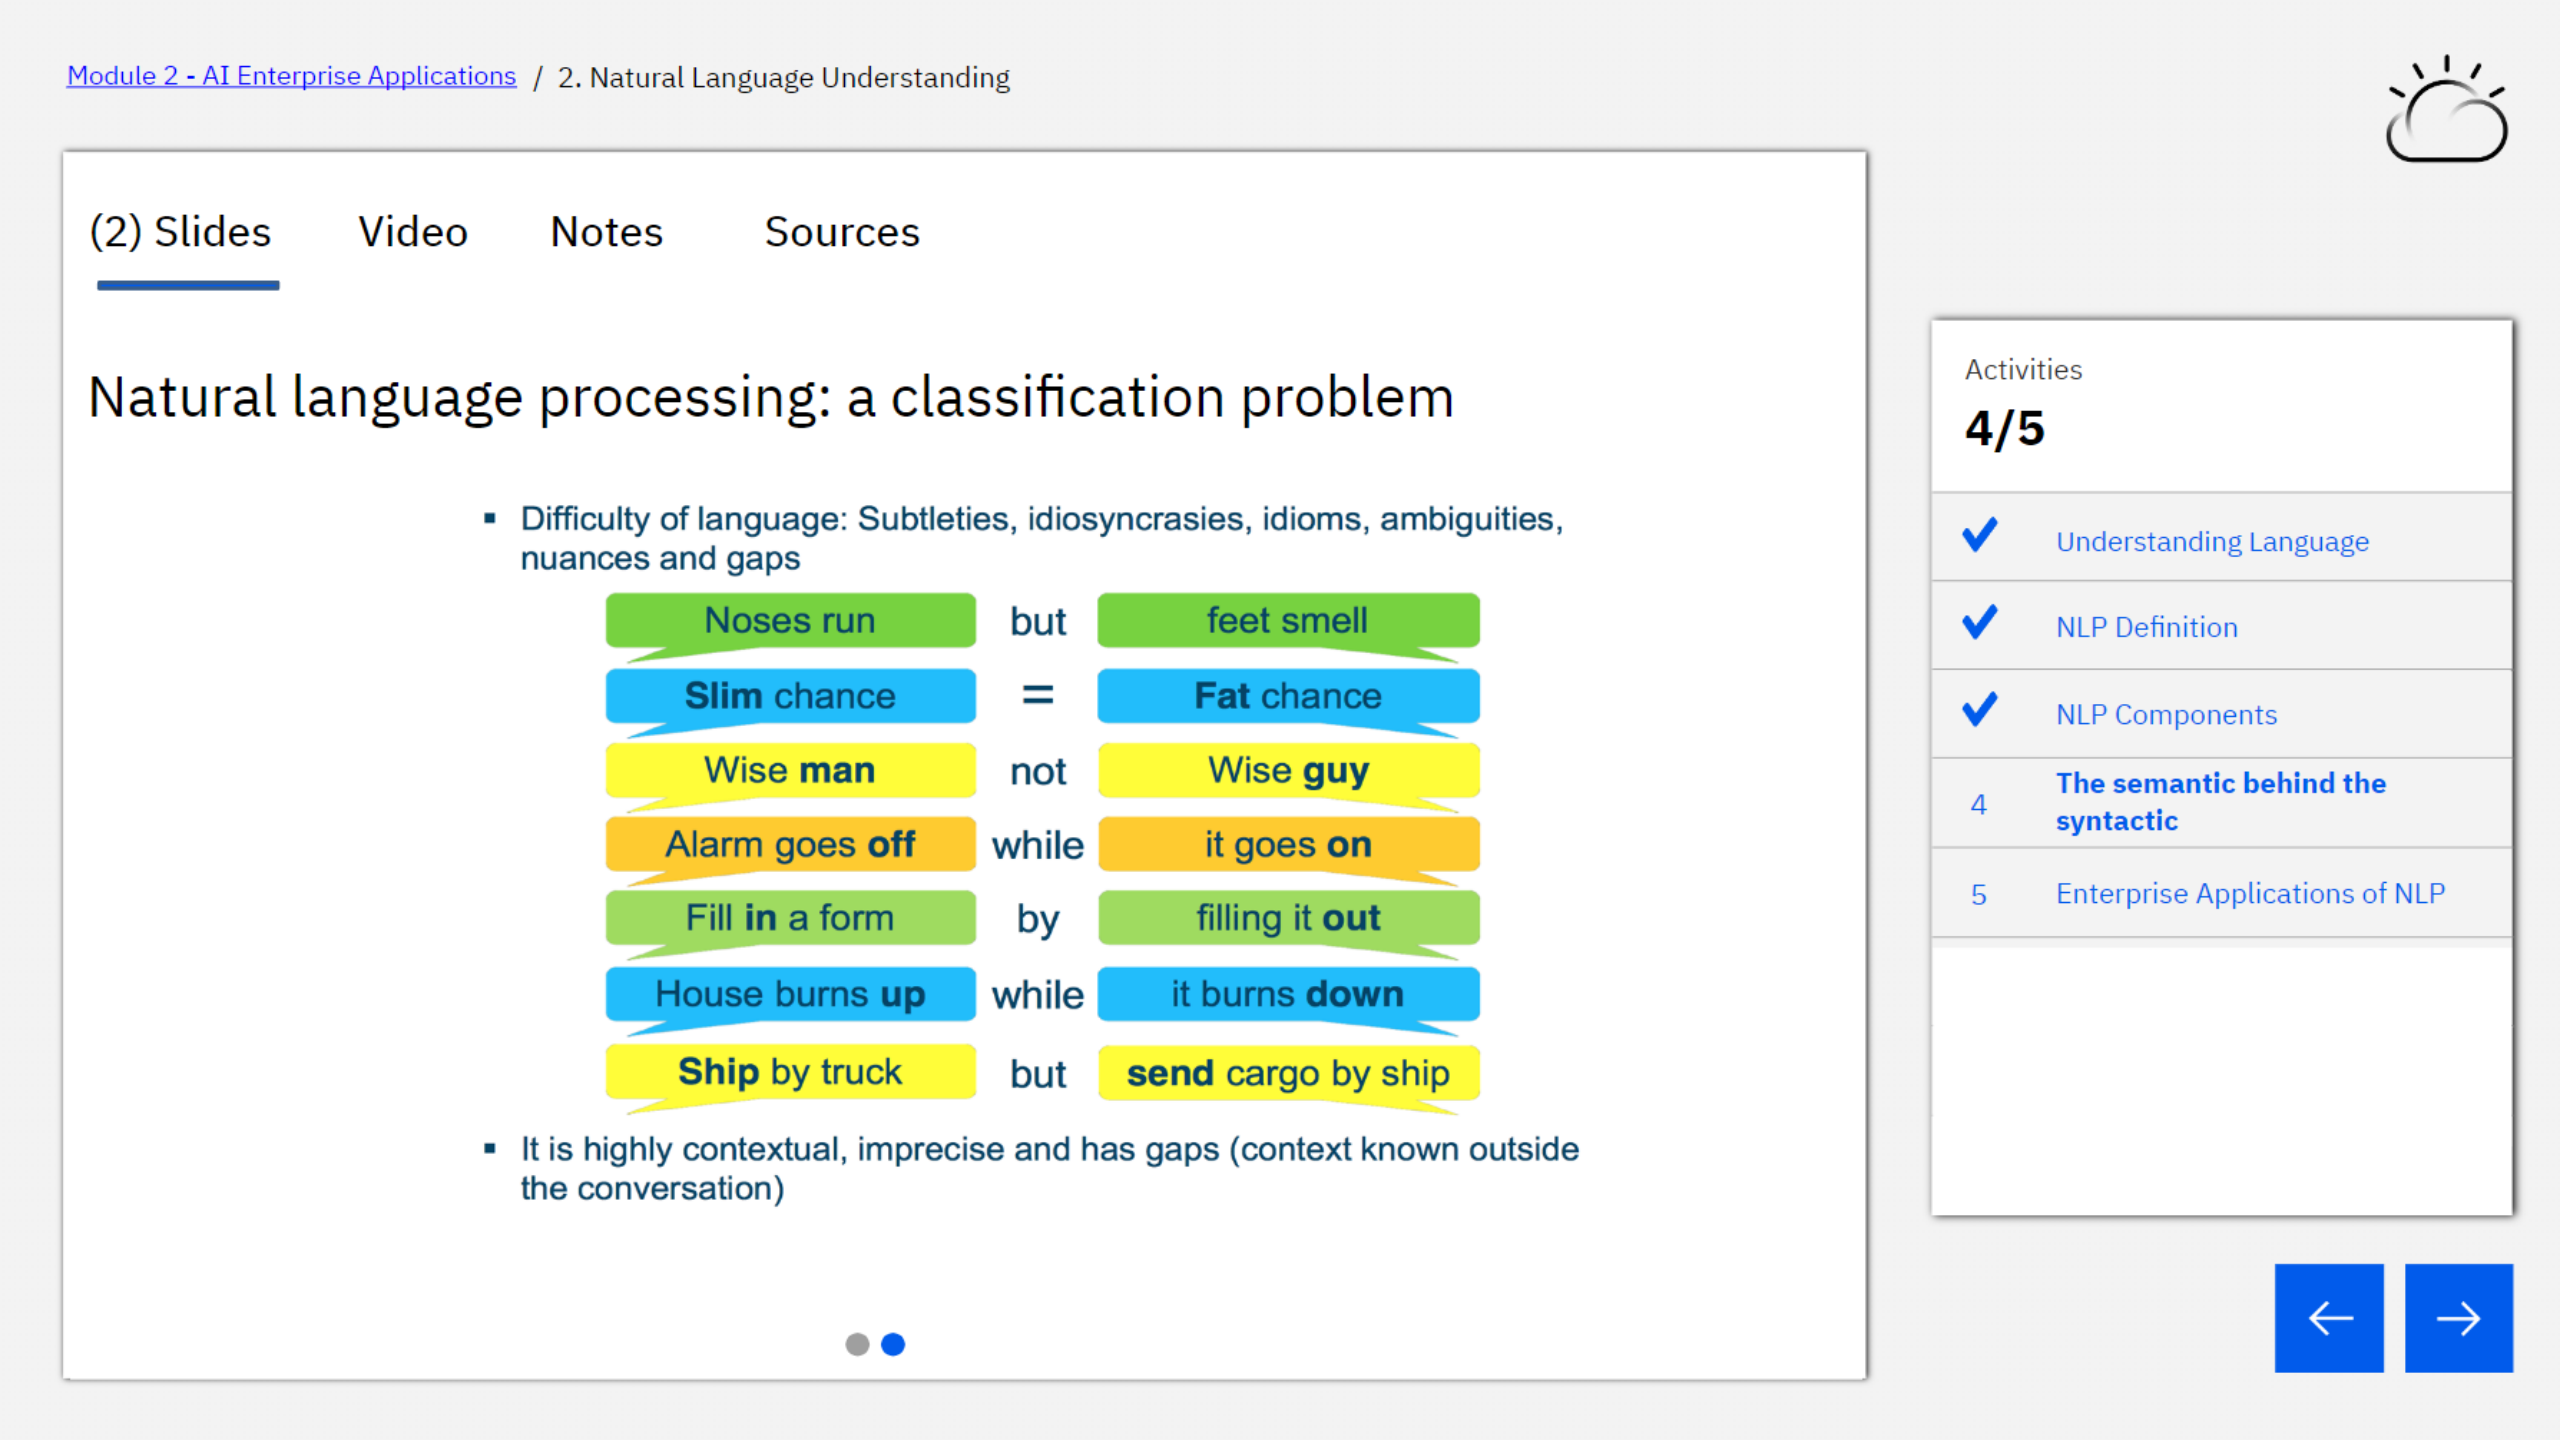 Module 2 - AI Enterprise Applications / 2. Natural Language Understanding
(2) Slides Video Notes Sources
Natural language processing: a classification problem
▪ Difficulty of language: Subtleties, idiosyncrasies, idioms, ambiguities,
nuances and gaps
Noses run but feet smell
Slim chance = Fat chance
Wise man not Wise guy
Alarm goes off while it goes on
Fill in a form by filling it out
House burns up while it burns down
Ship by truck but send cargo by ship
▪ It is highly contextual, imprecise and has gaps (context known outside
the conversation)
Activities
4/5
Understanding Language
NLP Definition
NLP Components
4 The semantic behind the
syntactic
5 Enterprise Applications of NLP